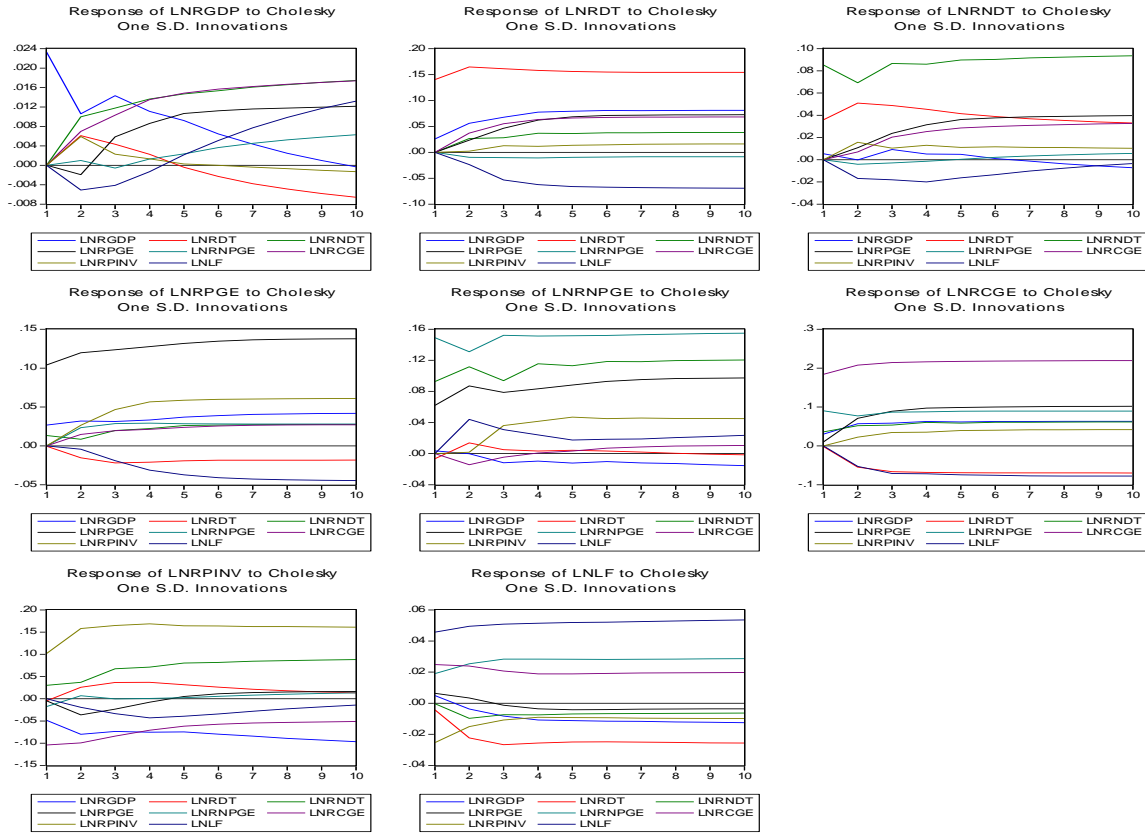 Response of LNRGDP to Cholesky
One S.D. Innovations
.024
.020
.016
.012
.008
.004
.000
-.004
-.008
1 2 3 4 5 6 7 8 9 10
LNRGDP LNRDT LNRNDT
LNRPGE LNRNPGE LNRCGE
LNRPINV LNLF
Response of LNRDT to Cholesky
One S.D. Innovations
.20
.15
.10
.05
.00
-.05
-.10
1 2 3 4 5 6 7 8 9 10
LNRGDP LNRDT LNRNDT
LNRPGE LNRNPGE LNRCGE
LNRPINV LNLF
Response of LNRNDT to Cholesky
One S.D. Innovations
.10
.08
.06
.04
.02
.00
-.02
-.04
1 2 3 4 5 6 7 8 9 10
LNRGDP LNRDT LNRNDT
LNRPGE LNRNPGE LNRCGE
LNRPINV LNLF
Response of LNRPGE to Cholesky
One S.D. Innovations
.15
.10
.05
.00
-.05
1 2 3 4 5 6 7 8 9 10
LNRGDP LNRDT LNRNDT
LNRPGE LNRNPGE LNRCGE
LNRPINV LNLF
Response of LNRNPGE to Cholesky
One S.D. Innovations
.16
.12
.08
.04
.00
-.04
1 2 3 4 5 6 7 8 9 10
LNRGDP LNRDT LNRNDT
LNRPGE LNRNPGE LNRCGE
LNRPINV LNLF
Response of LNRCGE to Cholesky
One S.D. Innovations
.3
.2
.1
.0
-.1
1 2 3 4 5 6 7 8 9 10
LNRGDP LNRDT LNRNDT
LNRPGE LNRNPGE LNRCGE
LNRPINV LNLF
Response of LNRPINV to Cholesky
One S.D. Innovations
.20
.15
.10
.05
.00
-.05
-.10
-.15
1 2 3 4 5 6 7 8 9 10
LNRGDP LNRDT LNRNDT
LNRPGE LNRNPGE LNRCGE
LNRPINV LNLF
Response of LNLF to Cholesky
One S.D. Innovations
.06
.04
.02
.00
-.02
-.04
1 2 3 4 5 6 7 8 9 10
LNRGDP LNRDT LNRNDT
LNRPGE LNRNPGE LNRCGE
LNRPINV LNLF